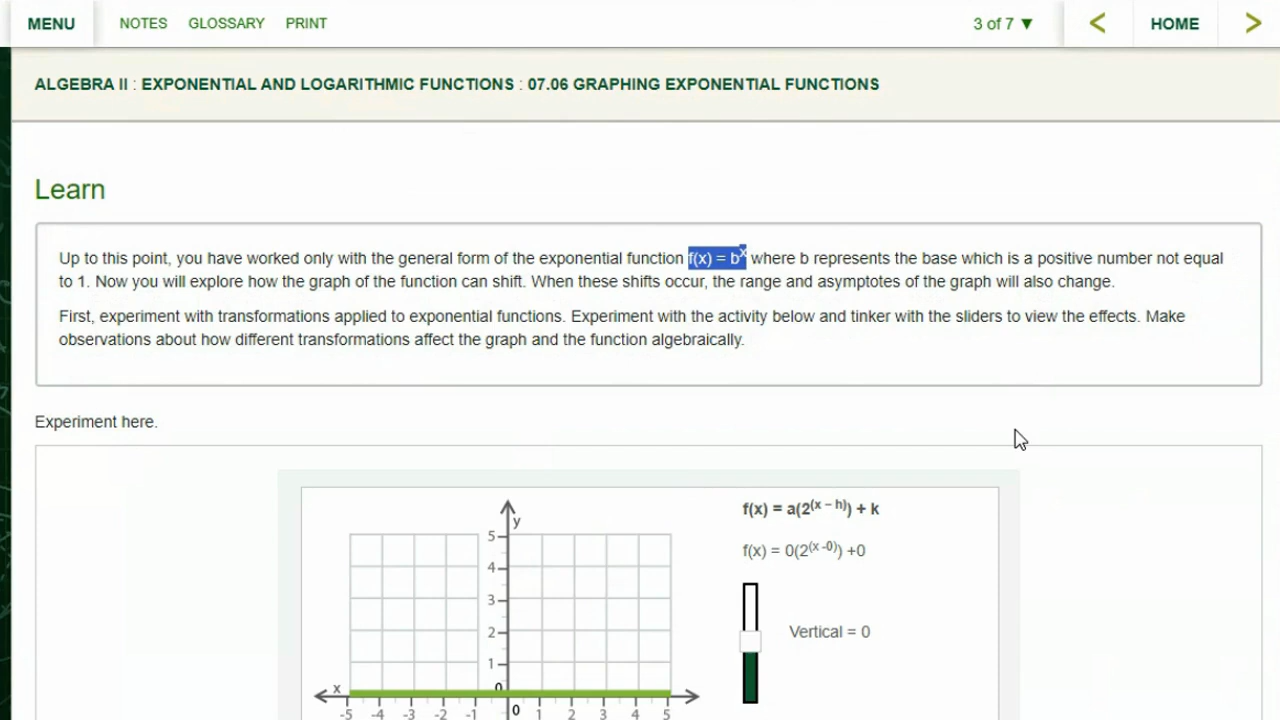 MENU NOTES GLOSSARY PRINT 3 of 7 ▼ < HOME >
ALGEBRA II : EXPONENTIAL AND LOGARITHMIC FUNCTIONS : 07.06 GRAPHING EXPONENTIAL FUNCTIONS
Learn
Up to this point, you have worked only with the general form of the exponential function f(x) = bˣ where b represents the base which is a positive number not equal
to 1. Now you will explore how the graph of the function can shift. When these shifts occur, the range and asymptotes of the graph will also change.
First, experiment with transformations applied to exponential functions. Experiment with the activity below and tinker with the sliders to view the effects. Make
observations about how different transformations affect the graph and the function algebraically.
Experiment here.
f(x) = a(2^(x – h)) + k
y
5
f(x) = 0(2^(x -0)) +0
4
3
2
Vertical = 0
1
x 0
-5 -4 -3 -2 -1 0 1 2 3 4 5